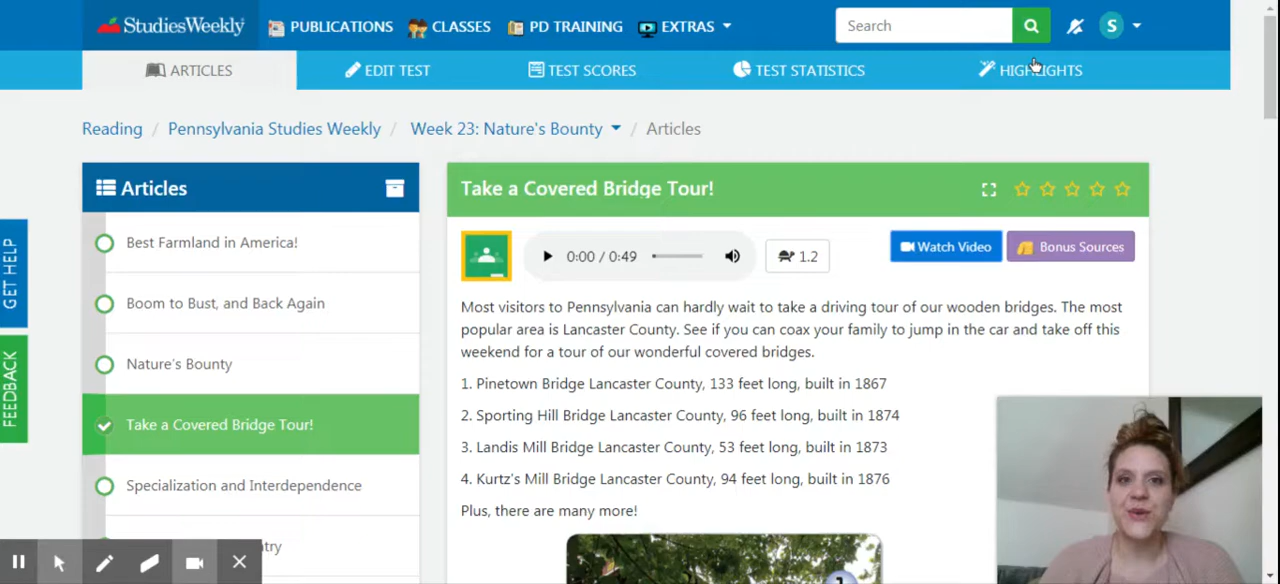 StudiesWeekly PUBLICATIONS CLASSES PD TRAINING EXTRAS Search S
ARTICLES EDIT TEST TEST SCORES TEST STATISTICS HIGHLIGHTS
Reading / Pennsylvania Studies Weekly / Week 23: Nature's Bounty / Articles
GET HELP
FEEDBACK
Articles
Best Farmland in America!
Boom to Bust, and Back Again
Nature's Bounty
Take a Covered Bridge Tour!
Specialization and Interdependence
Take a Covered Bridge Tour!
0:00 / 0:49 1.2 Watch Video Bonus Sources
Most visitors to Pennsylvania can hardly wait to take a driving tour of our wooden bridges. The most
popular area is Lancaster County. See if you can coax your family to jump in the car and take off this
weekend for a tour of our wonderful covered bridges.
1. Pinetown Bridge Lancaster County, 133 feet long, built in 1867
2. Sporting Hill Bridge Lancaster County, 96 feet long, built in 1874
3. Landis Mill Bridge Lancaster County, 53 feet long, built in 1873
4. Kurtz's Mill Bridge Lancaster County, 94 feet long, built in 1876
Plus, there are many more!